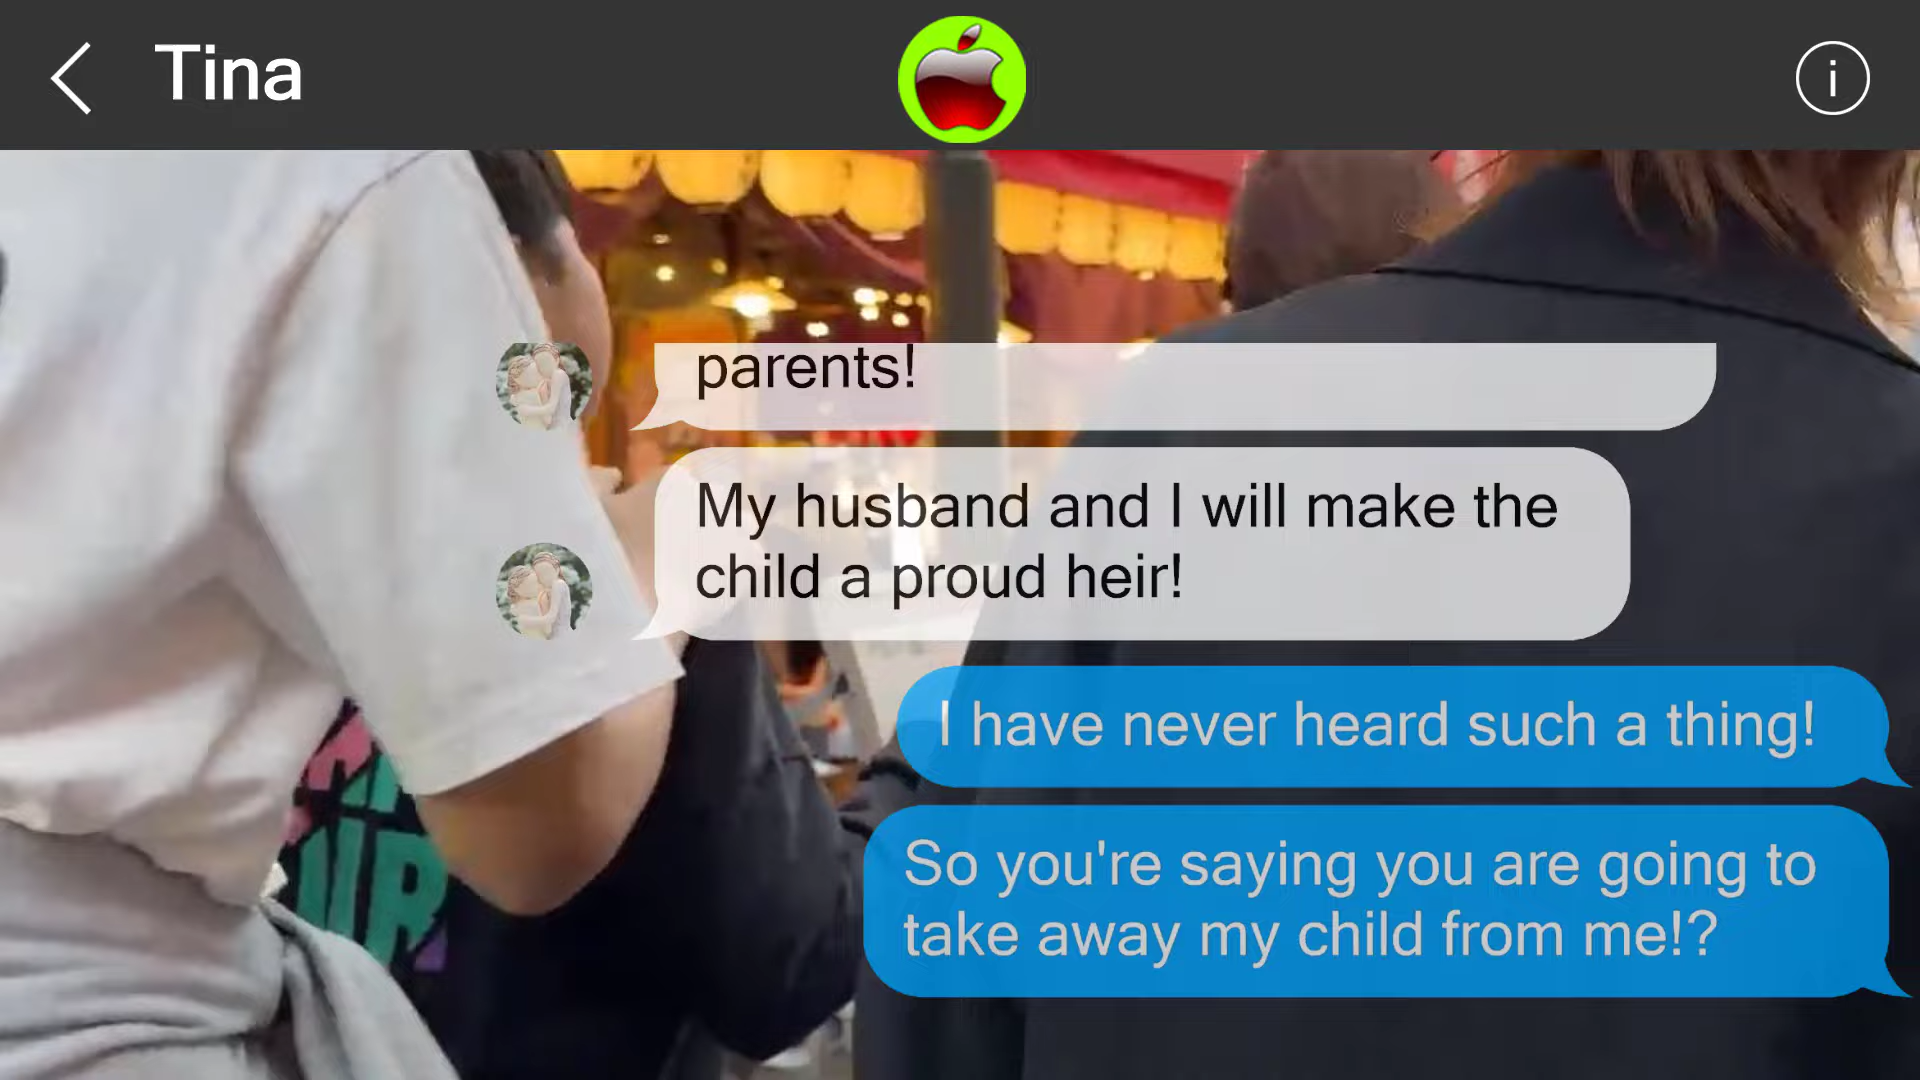 Tina
parents!
My husband and I will make the
child a proud heir!
I have never heard such a thing!
So you're saying you are going to
take away my child from me!?